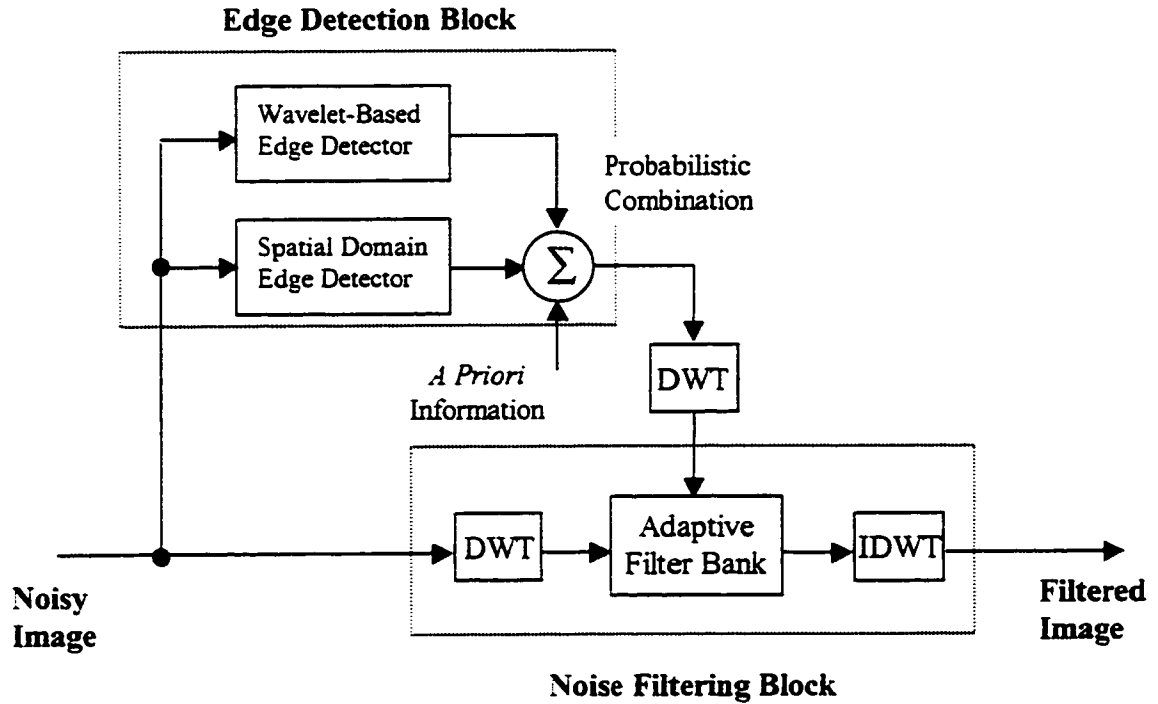 Edge Detection Block
Wavelet-Based
Edge Detector
Probabilistic
Combination
Spatial Domain
Edge Detector
Σ
A Priori
Information
DWT
DWT
Adaptive
Filter Bank
IDWT
Noisy
Image
Filtered
Image
Noise Filtering Block